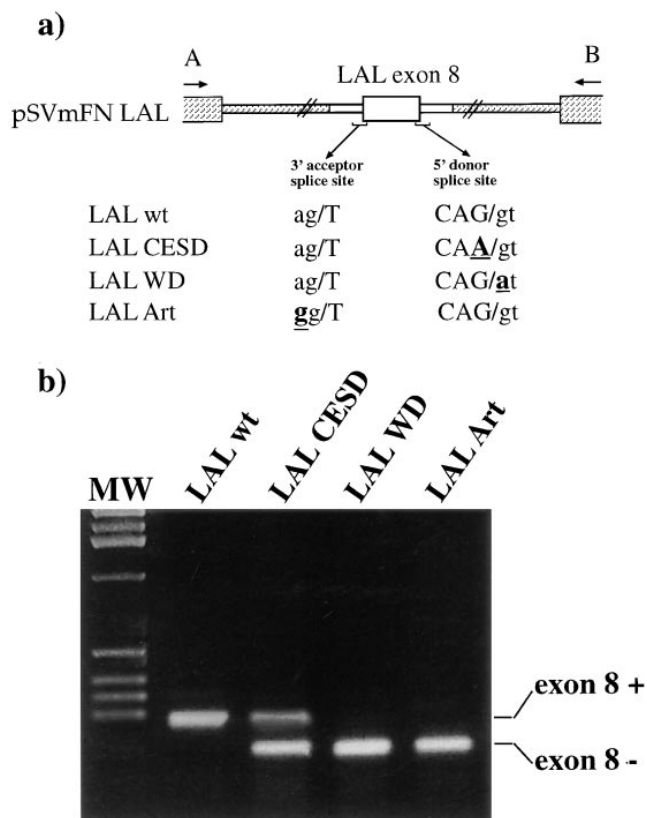 a)
A
B
LAL exon 8
pSVmFN LAL
3' acceptor
splice site
5' donor
splice site
LAL wt ag/T CAG/gt
LAL CESD ag/T CAA/gt
LAL WD ag/T CAG/at
LAL Art gg/T CAG/gt
b)
MW
LAL wt
LAL CESD
LAL WD
LAL Art
exon 8 +
exon 8 -